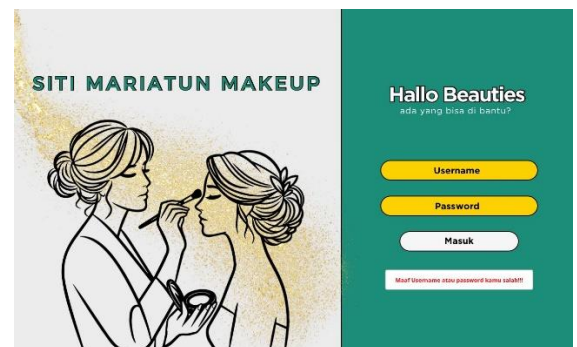 SITI MARIATUN MAKEUP
Hallo Beauties
ada yang bisa di bantu?
Username
Password
Masuk
Maaf Username atau password kamu salah!!!